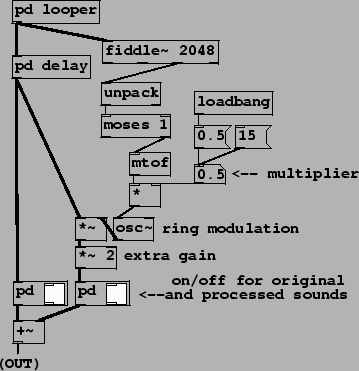 pd looper
fiddle~ 2048
pd delay
unpack
loadbang
moses 1
0.5 15
mtof
0.5 <-- multiplier
*
*~ osc~ ring modulation
*~ 2 extra gain
on/off for original
pd pd <--and processed sounds
+~
(OUT)